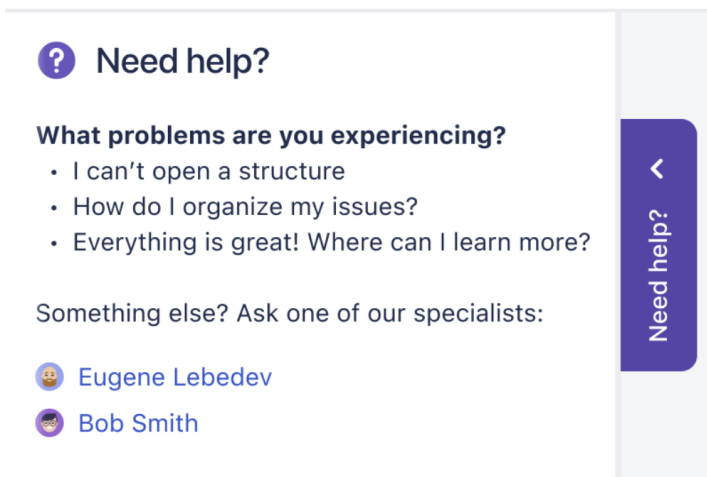 Need help?
What problems are you experiencing?
• I can’t open a structure
• How do I organize my issues?
• Everything is great! Where can I learn more?
Something else? Ask one of our specialists:
Eugene Lebedev
Bob Smith
Need help?